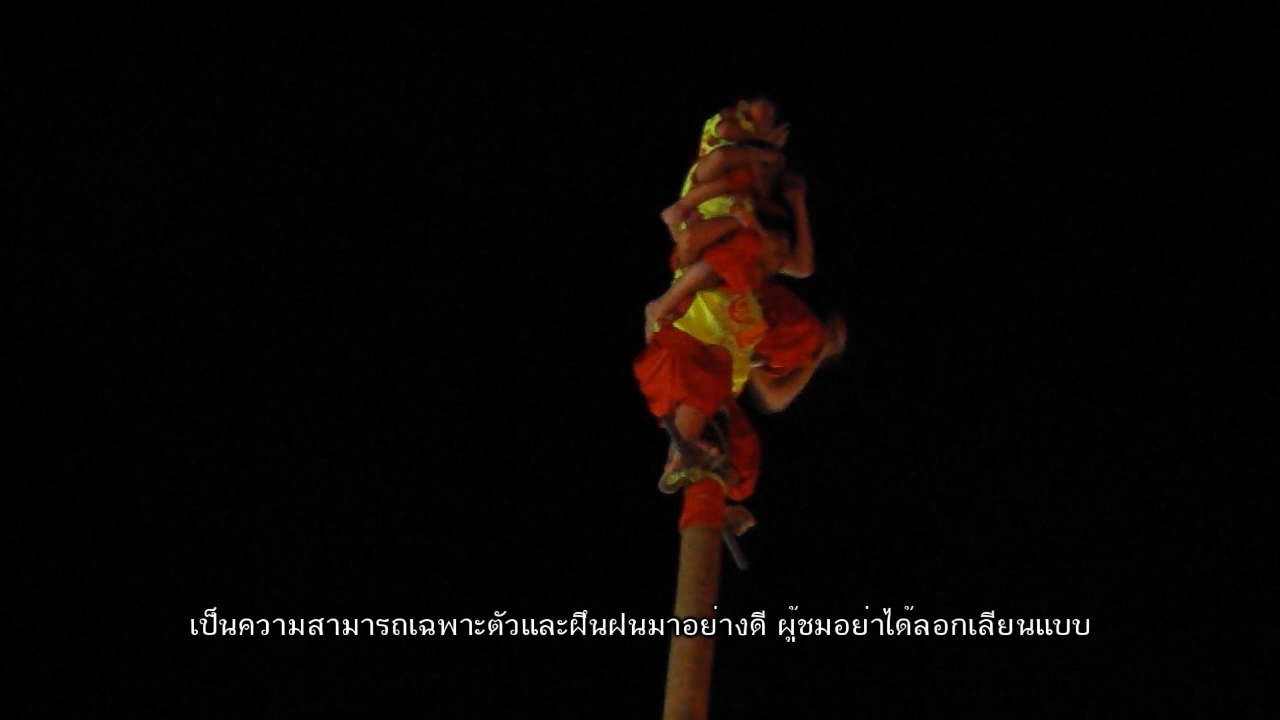 เป็นความสามารถเฉพาะตัวและฝึนฝนมาอย่างดี ผู้ชมอย่าได้ลอกเลียนแบบ